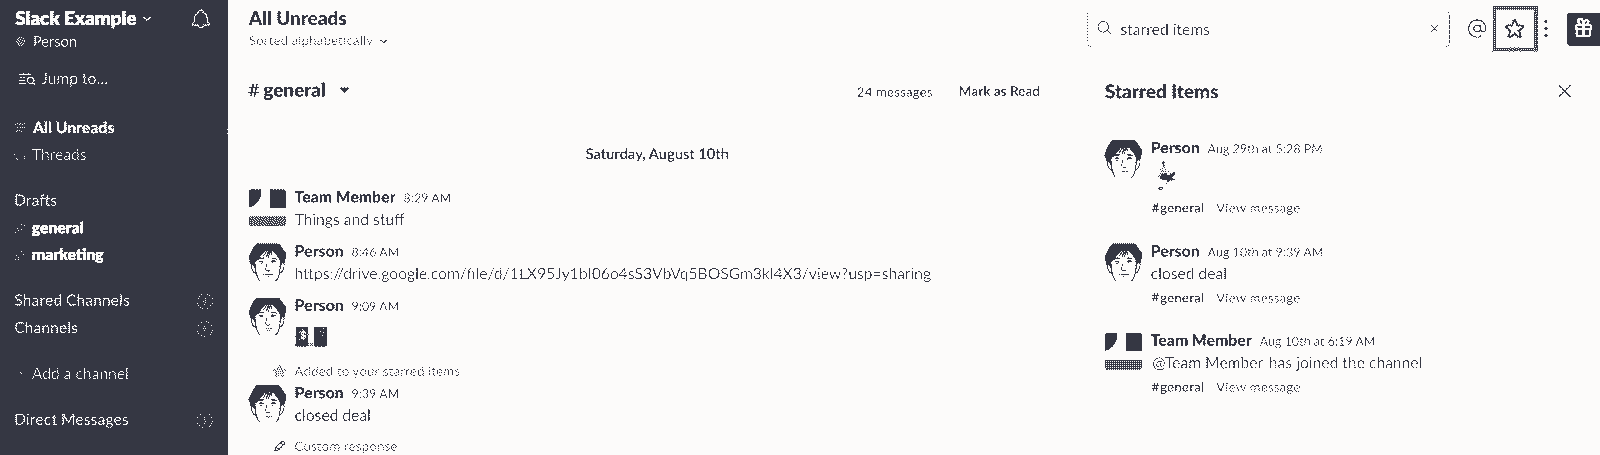 Slack Example
Person
Jump to...
All Unreads
Threads
Drafts
general
marketing
Shared Channels
Channels
Add a channel
Direct Messages
All Unreads
Sorted alphabetically
starred items
# general
24 messages
Mark as Read
Saturday, August 10th
Team Member 8:29 AM
Things and stuff
Person 8:46 AM
https://drive.google.com/file/d/1LX95Jy1bl06o4sS3VbVq5BOSGm3kl4X3/view?usp=sharing
Person 9:09 AM
Added to your starred items
Person 9:39 AM
closed deal
Custom response
Starred Items
Person Aug 29th at 5:28 PM
#general View message
Person Aug 10th at 9:39 AM
closed deal
#general View message
Team Member Aug 10th at 6:19 AM
@Team Member has joined the channel
#general View message